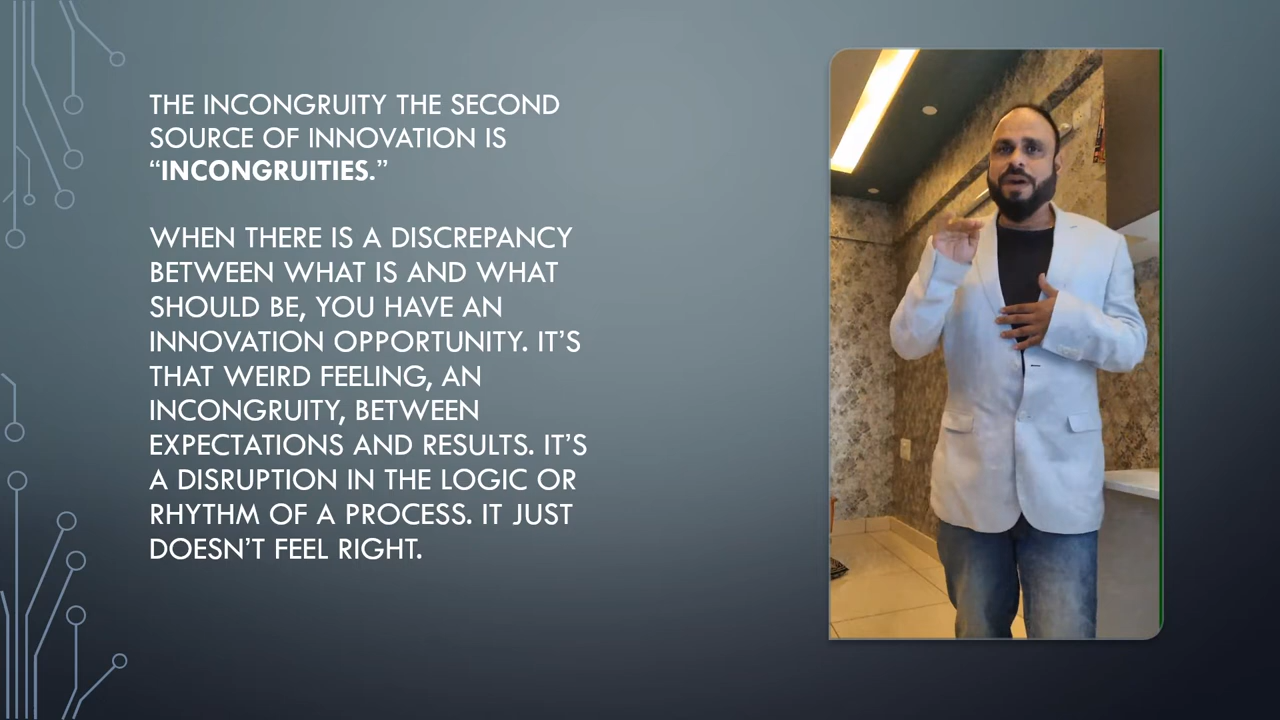 THE INCONGRUITY THE SECOND
SOURCE OF INNOVATION IS
“INCONGRUITIES.”
WHEN THERE IS A DISCREPANCY
BETWEEN WHAT IS AND WHAT
SHOULD BE, YOU HAVE AN
INNOVATION OPPORTUNITY. IT’S
THAT WEIRD FEELING, AN
INCONGRUITY, BETWEEN
EXPECTATIONS AND RESULTS. IT’S
A DISRUPTION IN THE LOGIC OR
RHYTHM OF A PROCESS. IT JUST
DOESN’T FEEL RIGHT.